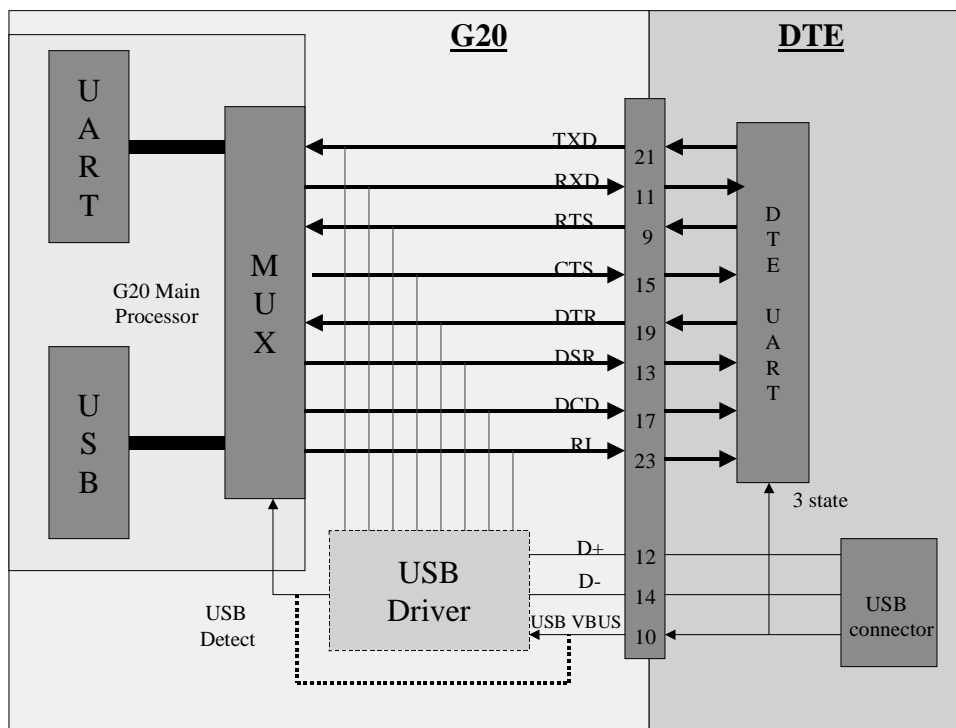 G20
DTE
U
A
R
T
TXD
21
RXD
11
RTS
9
CTS
15
DTR
19
DSR
13
DCD
17
RI
23
M
U
X
D
T
E
U
A
R
T
G20 Main
Processor
U
S
B
3 state
D+
12
D-
14
USB VBUS
10
USB
Driver
USB
Detect
USB
connector